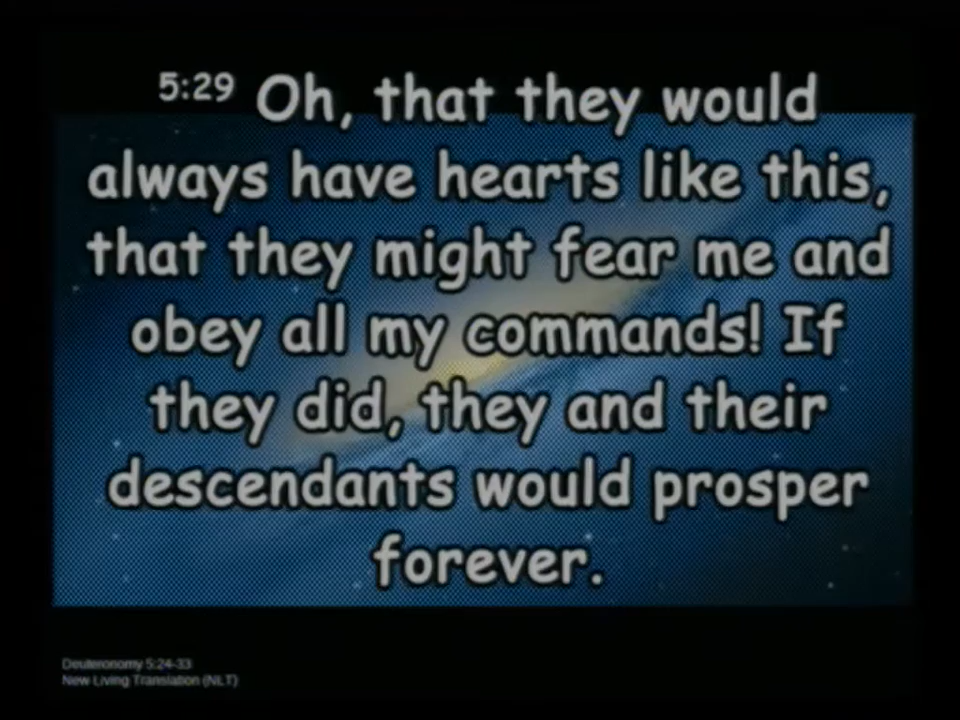 5:29 Oh, that they would
always have hearts like this,
that they might fear me and
obey all my commands! If
they did, they and their
descendants would prosper
forever.
Deuteronomy 5:24-33
New Living Translation (NLT)